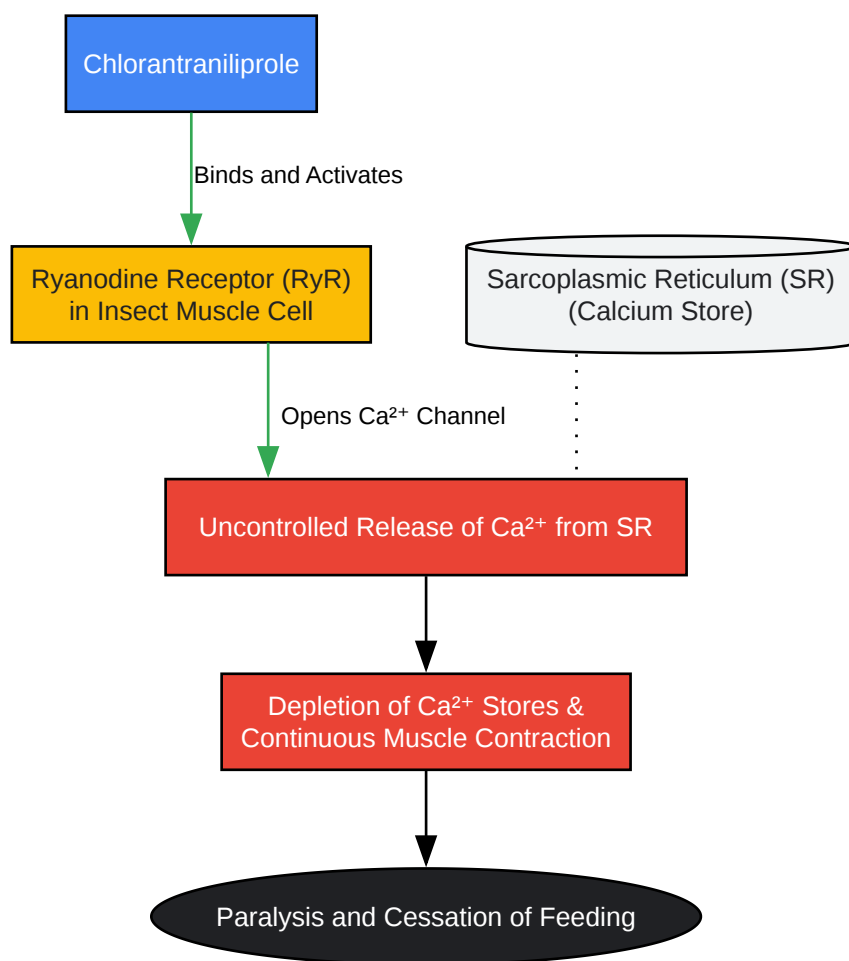 Chlorantraniliprole
Binds and Activates
Ryanodine Receptor (RyR)
in Insect Muscle Cell
Sarcoplasmic Reticulum (SR)
(Calcium Store)
Opens Ca²⁺ Channel
Uncontrolled Release of Ca²⁺ from SR
Depletion of Ca²⁺ Stores &
Continuous Muscle Contraction
Paralysis and Cessation of Feeding